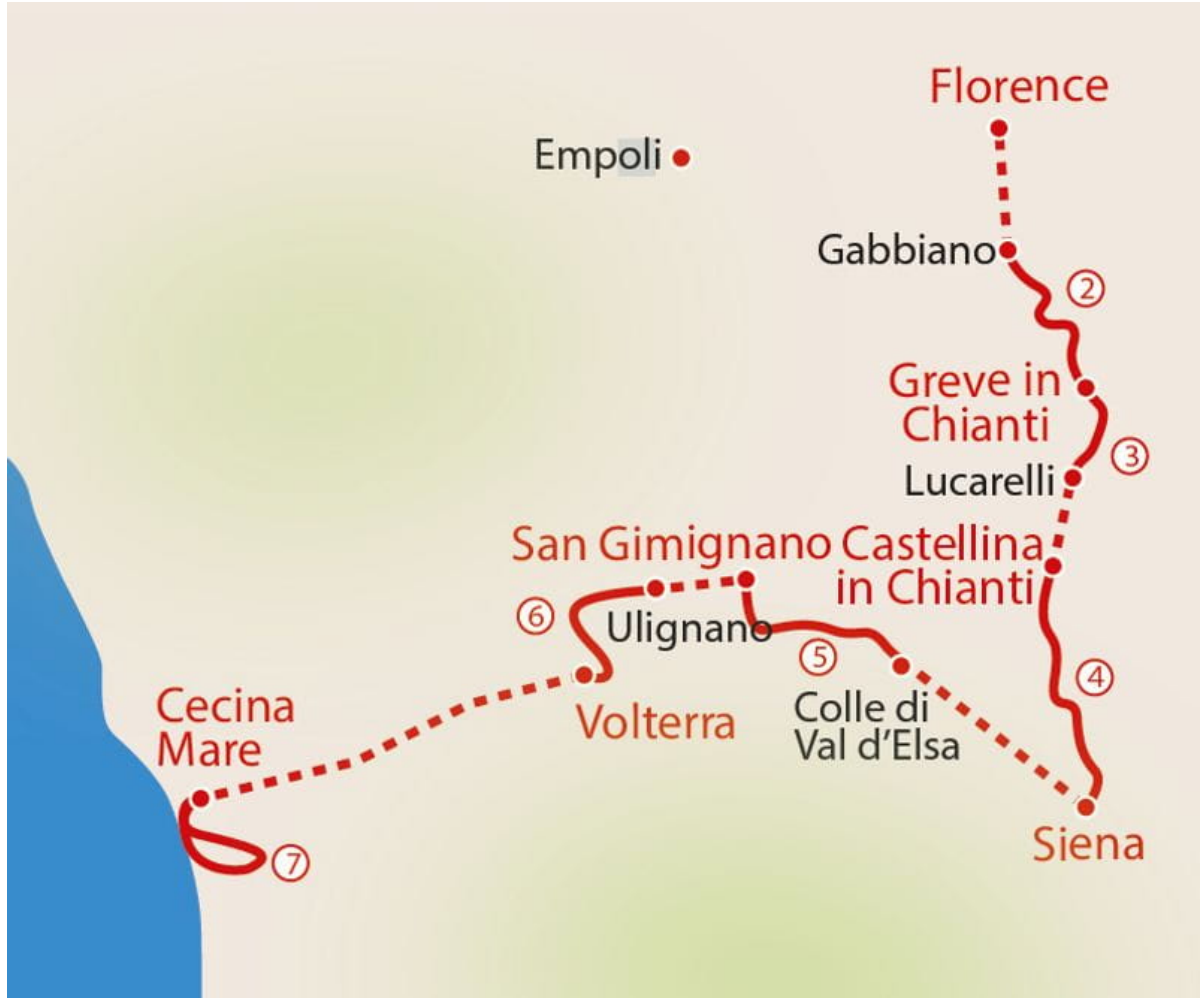 Florence
Empoli
Gabbiano
2
Greve in
Chianti
3
Lucarelli
San Gimignano
Castellina
in Chianti
6
Ulignano
5
4
Cecina
Mare
Volterra
Colle di
Val d'Elsa
Siena
7